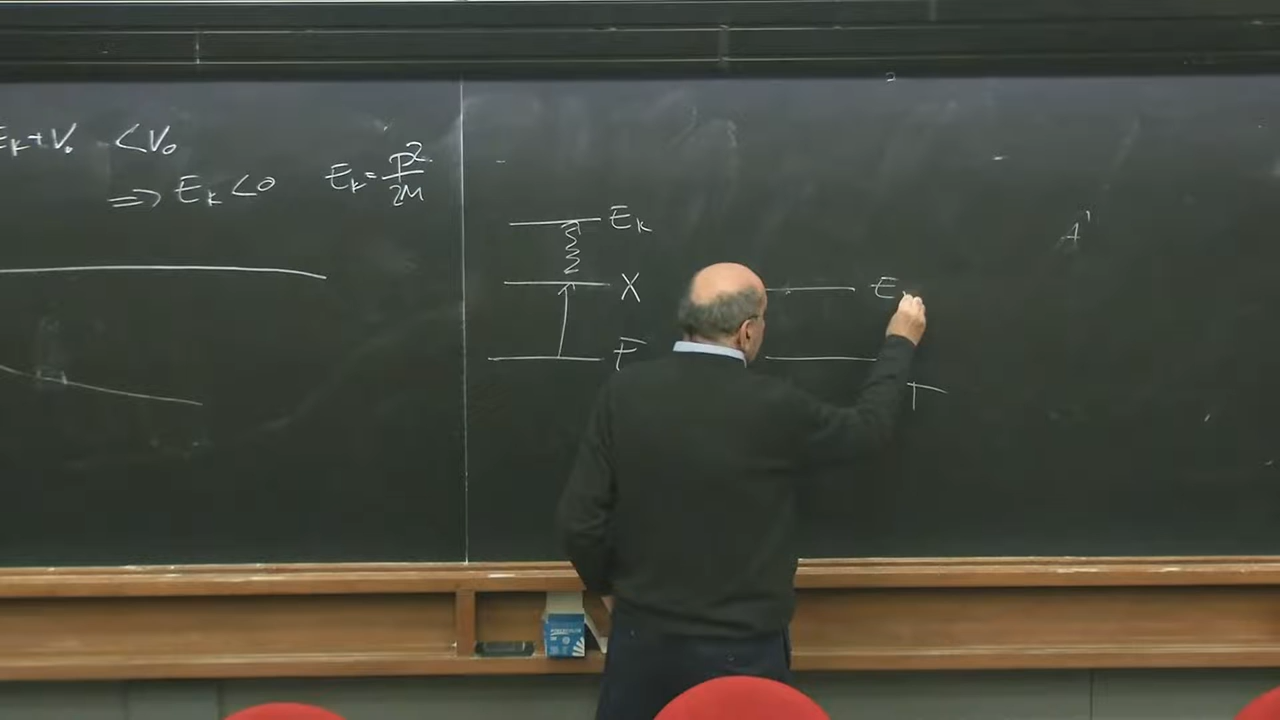 Eₖ+V₀ <V₀
⇒ Eₖ<0
Eₖ=P²/2M
Eₖ
X
F
E
A'